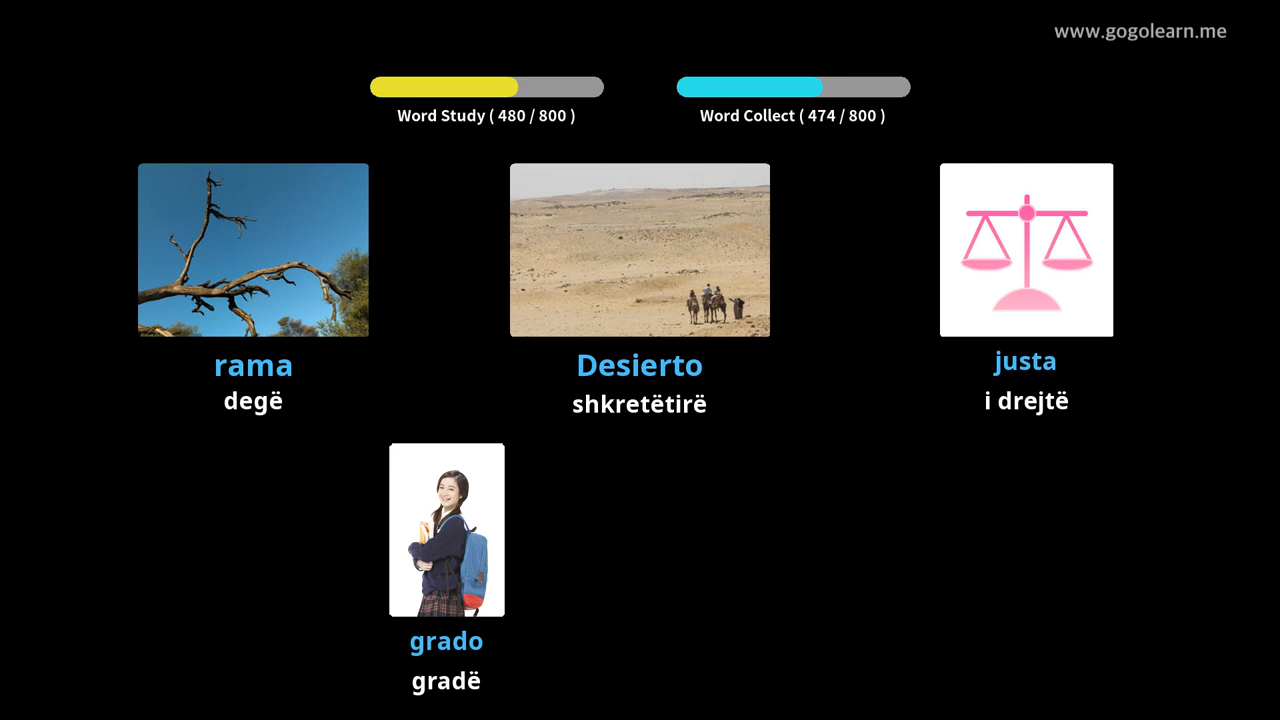 www.gogolearn.me
Word Study ( 480 / 800 )
Word Collect ( 474 / 800 )
rama
degë
Desierto
shkretëtirë
justa
i drejtë
grado
gradë